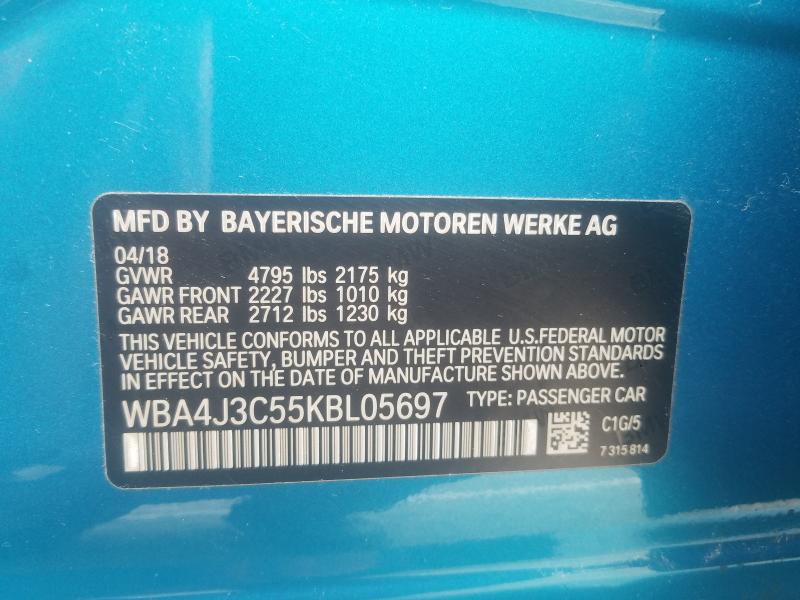 MFD BY BAYERISCHE MOTOREN WERKE AG
04/18
GVWR 4795 lbs 2175 kg
GAWR FRONT 2227 lbs 1010 kg
GAWR REAR 2712 lbs 1230 kg
THIS VEHICLE CONFORMS TO ALL APPLICABLE U.S.FEDERAL MOTOR
VEHICLE SAFETY, BUMPER AND THEFT PREVENTION STANDARDS
IN EFFECT ON THE DATE OF MANUFACTURE SHOWN ABOVE.
WBA4J3C55KBL05697 TYPE: PASSENGER CAR
C1G/5
7 315 814